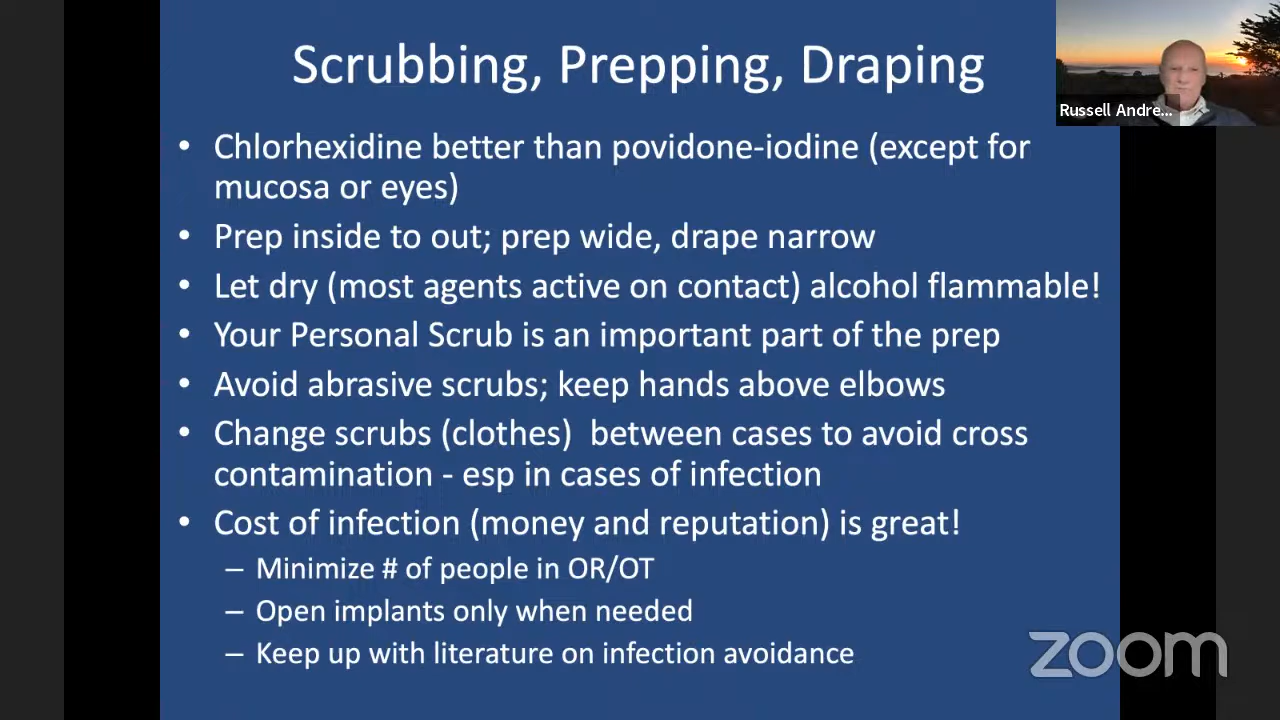 Scrubbing, Prepping, Draping
Russell Andre...
• Chlorhexidine better than povidone-iodine (except for
mucosa or eyes)
• Prep inside to out; prep wide, drape narrow
• Let dry (most agents active on contact) alcohol flammable!
• Your Personal Scrub is an important part of the prep
• Avoid abrasive scrubs; keep hands above elbows
• Change scrubs (clothes)  between cases to avoid cross
contamination - esp in cases of infection
• Cost of infection (money and reputation) is great!
– Minimize # of people in OR/OT
– Open implants only when needed
– Keep up with literature on infection avoidance
zoom